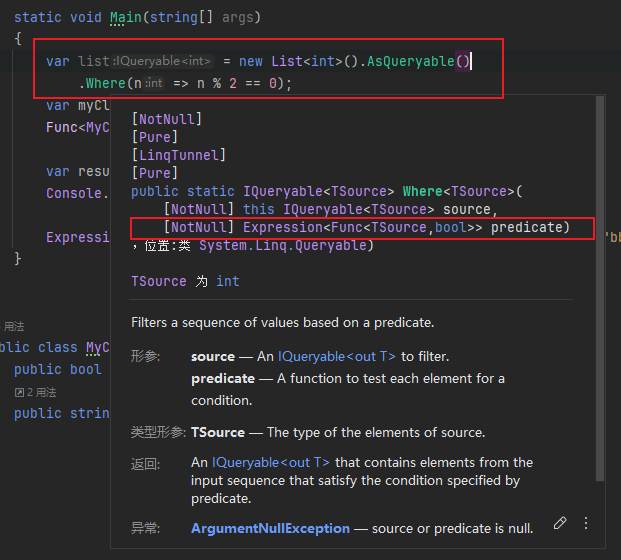 static void Main(string[] args)
{
var list :IQueryable<int> = new List<int>().AsQueryable()
.Where(n :int => n % 2 == 0);
var myCl
Func<MyC
[NotNull]
[Pure]
[LinqTunnel]
[Pure]
public static IQueryable<TSource> Where<TSource>(
[NotNull] this IQueryable<TSource> source,
[NotNull] Expression<Func<TSource,bool>> predicate)
, 位置:类 System.Linq.Queryable)
var resu
Console.
Expressi
'bl
}
TSource 为 int
Filters a sequence of values based on a predicate.
用法
blic class MyC
public bool
2 用法
public strin
形参: source — An IQueryable<out T> to filter.
predicate — A function to test each element for a
condition.
类型形参: TSource — The type of the elements of source.
返回: An IQueryable<out T> that contains elements from the
input sequence that satisfy the condition specified by
predicate.
异常: ArgumentNullException — source or predicate is null.